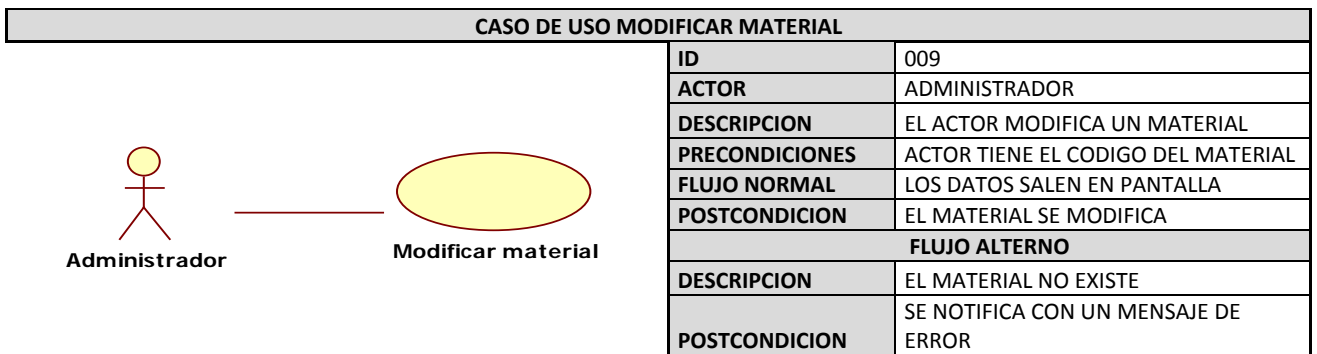 CASO DE USO MODIFICAR MATERIAL
ID 009
ACTOR ADMINISTRADOR
DESCRIPCION EL ACTOR MODIFICA UN MATERIAL
PRECONDICIONES ACTOR TIENE EL CODIGO DEL MATERIAL
FLUJO NORMAL LOS DATOS SALEN EN PANTALLA
POSTCONDICION EL MATERIAL SE MODIFICA
FLUJO ALTERNO
DESCRIPCION EL MATERIAL NO EXISTE
SE NOTIFICA CON UN MENSAJE DE
POSTCONDICION ERROR
Administrador
Modificar material